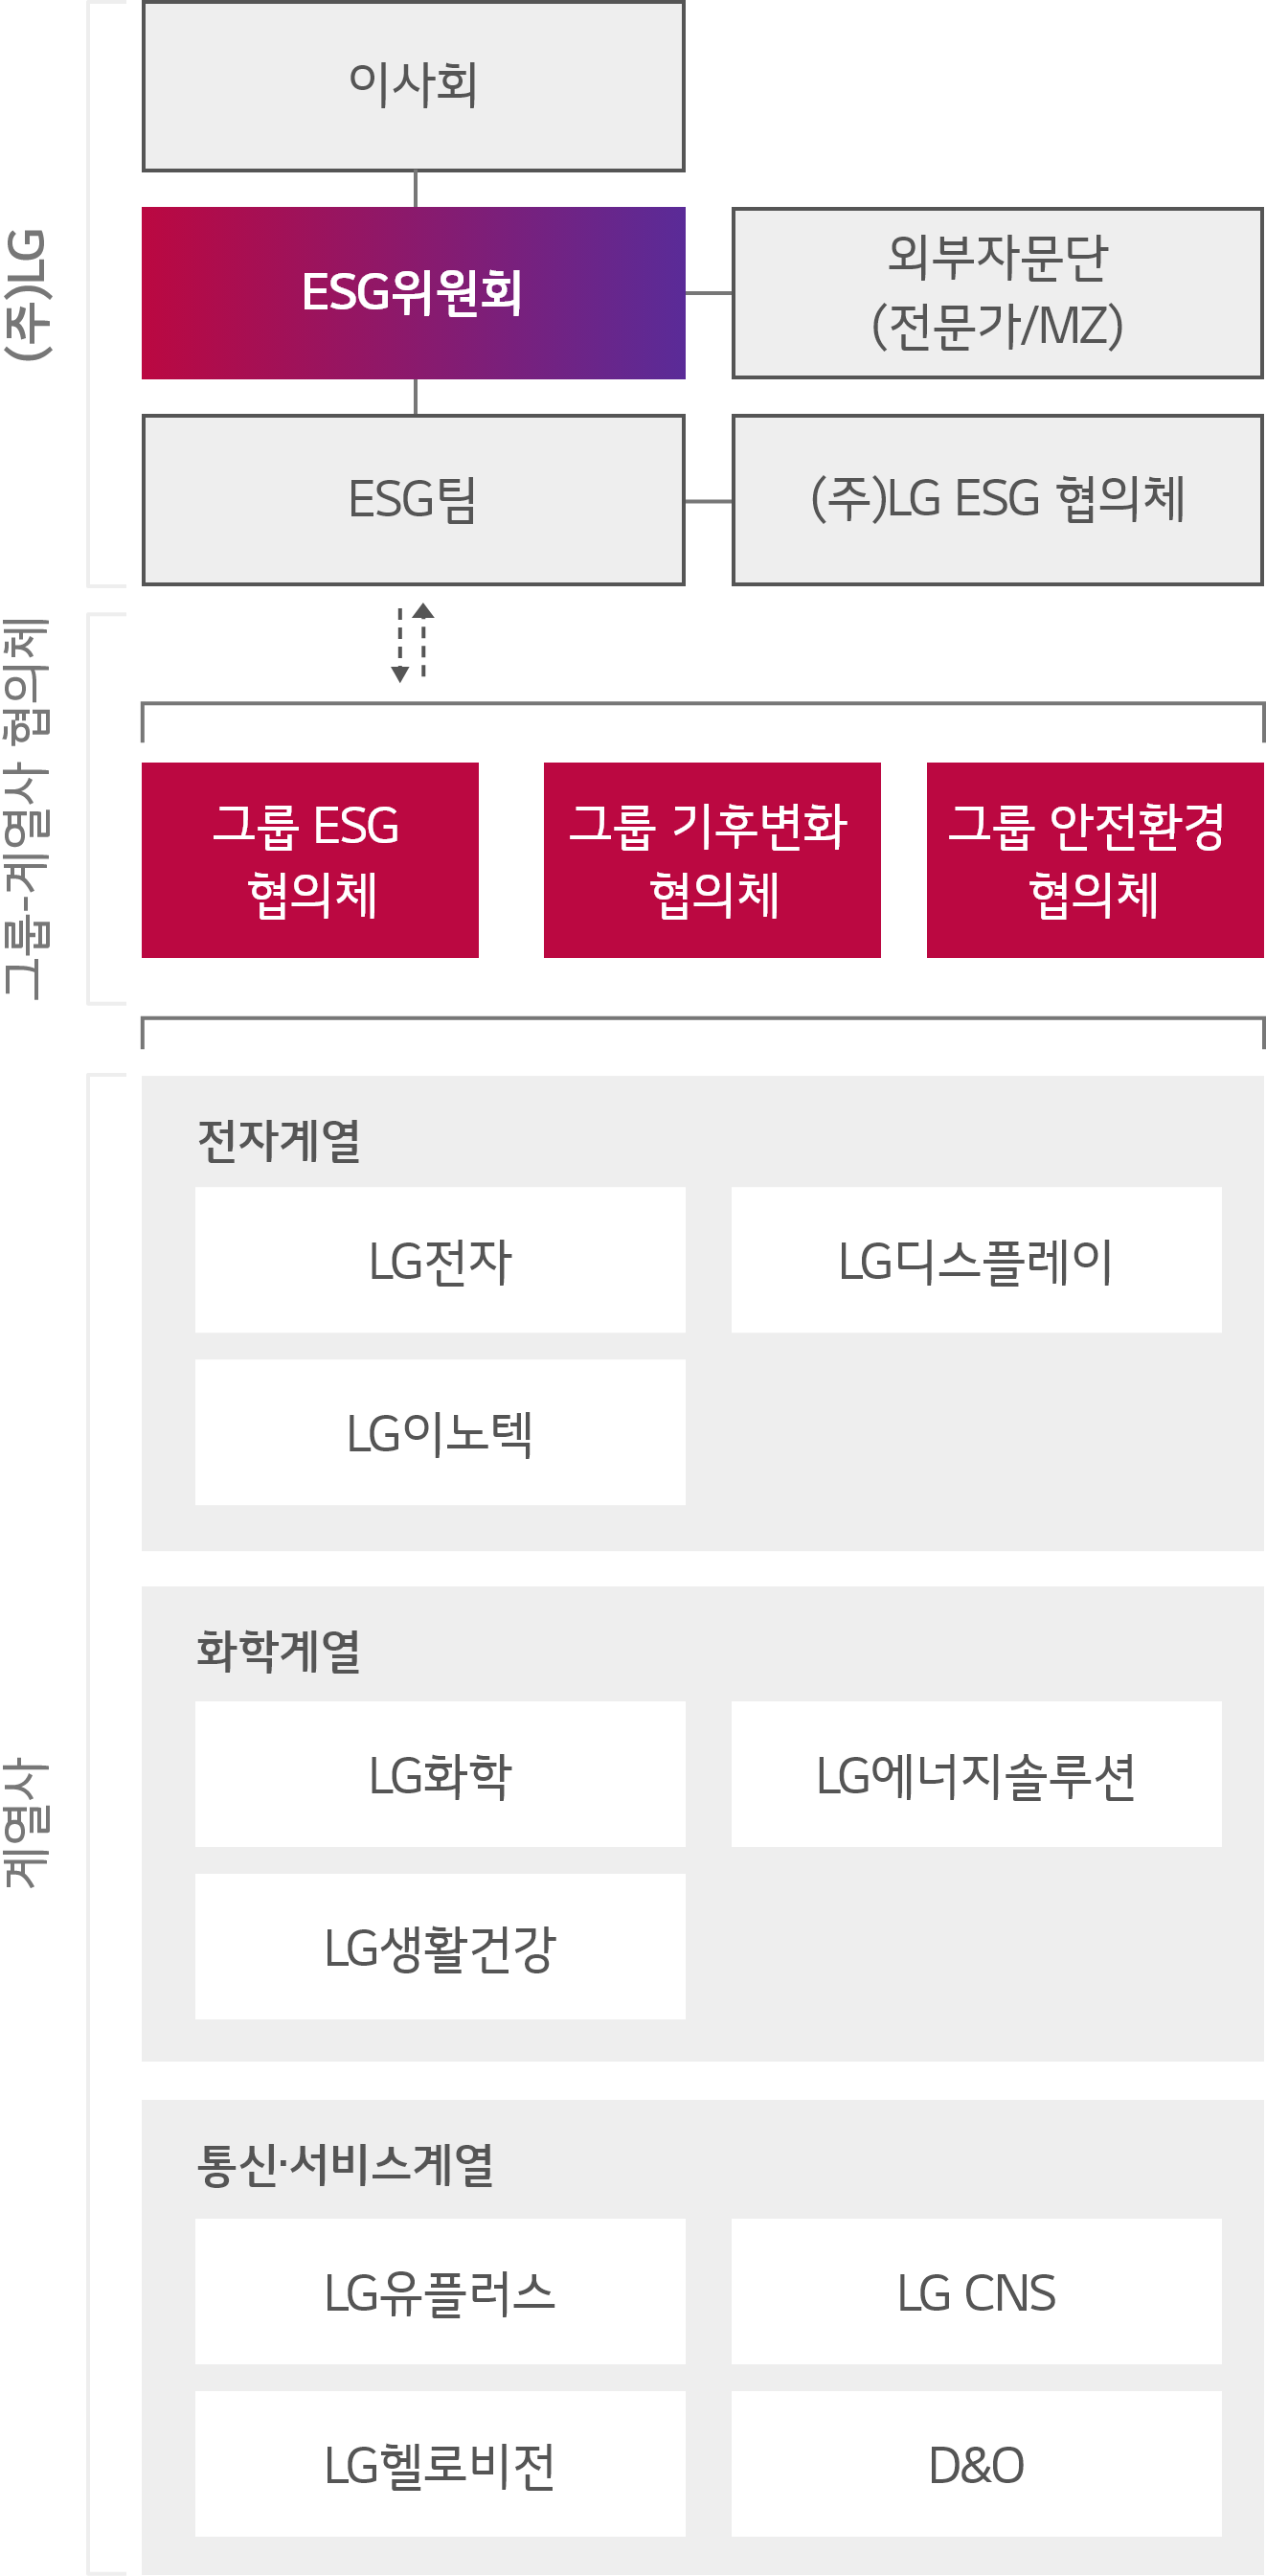 (주)LG
이사회
ESG위원회
외부자문단
(전문가/MZ)
ESG팀
(주)LG ESG 협의체
그룹-계열사 협의체
그룹 ESG
협의체
그룹 기후변화
협의체
그룹 안전환경
협의체
계열사
전자계열
LG전자
LG디스플레이
LG이노텍
화학계열
LG화학
LG에너지솔루션
LG생활건강
통신·서비스계열
LG유플러스
LG CNS
LG헬로비전
D&O